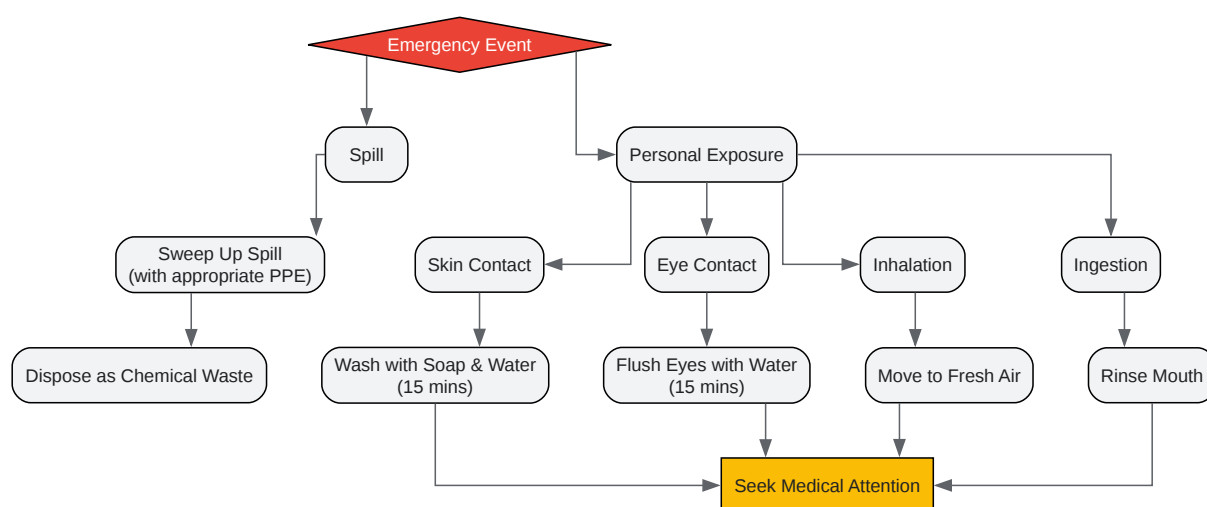 Emergency Event
Spill
Personal Exposure
Sweep Up Spill
(with appropriate PPE)
Skin Contact
Eye Contact
Inhalation
Ingestion
Dispose as Chemical Waste
Wash with Soap & Water
(15 mins)
Flush Eyes with Water
(15 mins)
Move to Fresh Air
Rinse Mouth
Seek Medical Attention